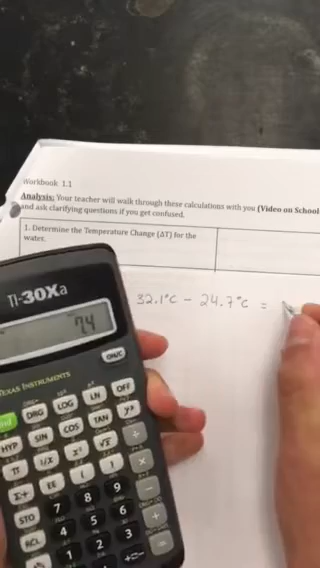 Workbook 1.1
Analysis: Your teacher will walk through these calculations with you (Video on School
and ask clarifying questions if you get confused.
1. Determine the Temperature Change (ΔT) for the
water.
32.1°C - 24.7°C =
TI-30Xa
7.4
TEXAS INSTRUMENTS
ON/C
DRG LOG LN OFF
HYP SIN COS TAN yˣ ÷
π 1/x x² √x ×
Σ+ EE ( ) −
STO 7 8 9 +
RCL 4 5 6 =
1 2 3